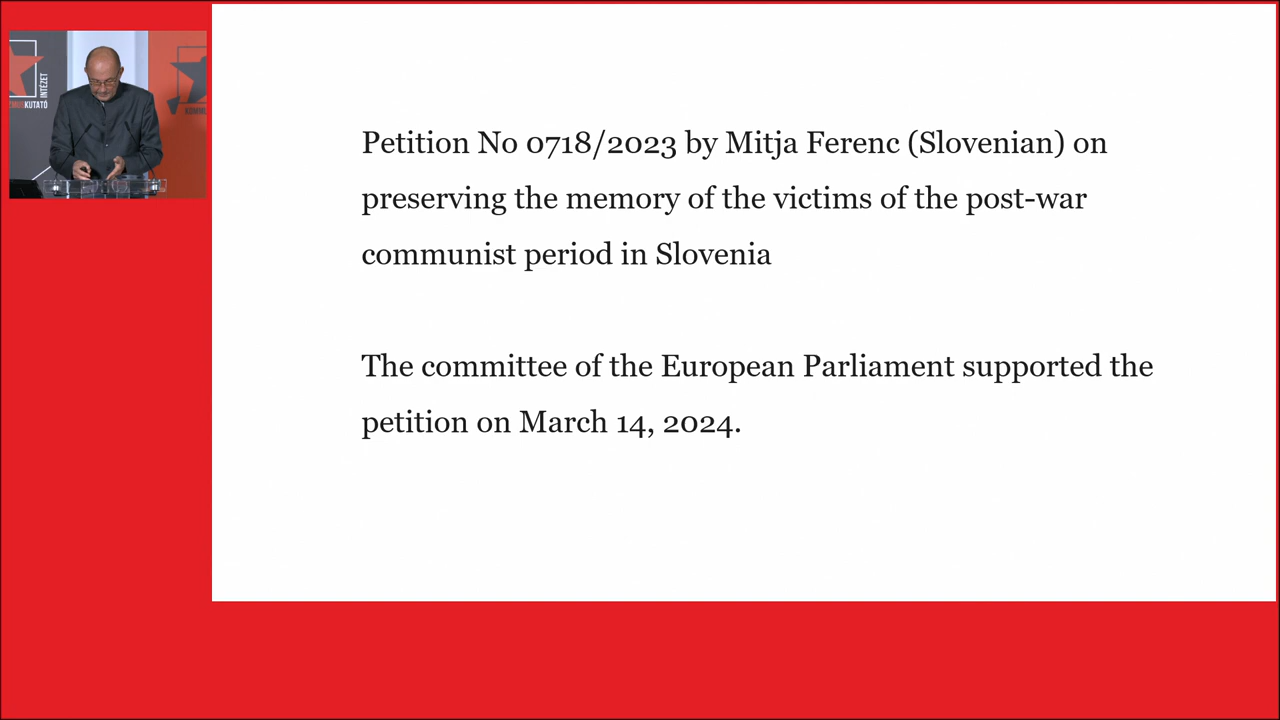 INTÉZET
KUTATÓ
Petition No 0718/2023 by Mitja Ferenc (Slovenian) on
preserving the memory of the victims of the post-war
communist period in Slovenia
The committee of the European Parliament supported the
petition on March 14, 2024.